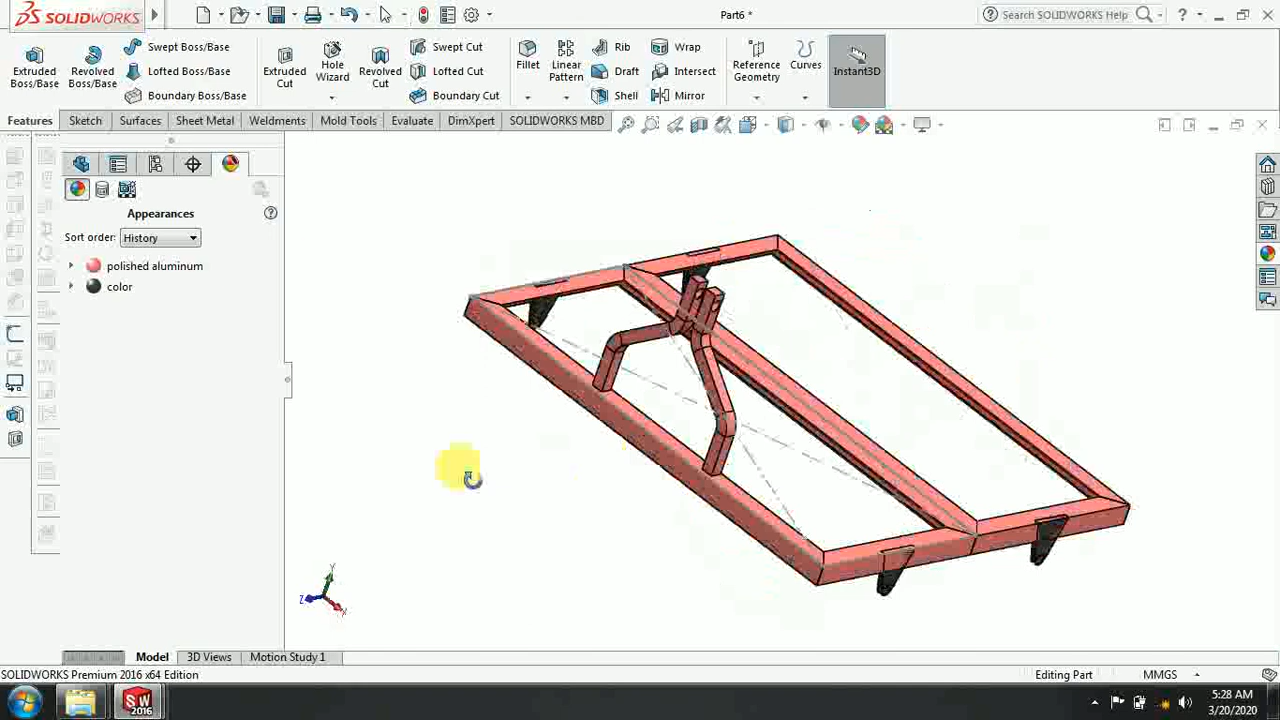 SOLIDWORKS
Part6 *
Search SOLIDWORKS Help
Extruded Boss/Base
Revolved Boss/Base
Swept Boss/Base
Lofted Boss/Base
Boundary Boss/Base
Extruded Cut
Hole Wizard
Revolved Cut
Swept Cut
Lofted Cut
Boundary Cut
Fillet
Linear Pattern
Rib
Draft
Shell
Wrap
Intersect
Mirror
Reference Geometry
Curves
Instant3D
Features
Sketch
Surfaces
Sheet Metal
Weldments
Mold Tools
Evaluate
DimXpert
SOLIDWORKS MBD
Appearances
Sort order: History
polished aluminum
color
Y
Z
X
Model
3D Views
Motion Study 1
SOLIDWORKS Premium 2016 x64 Edition
Editing Part
MMGS
SW 2016
5:28 AM
3/20/2020